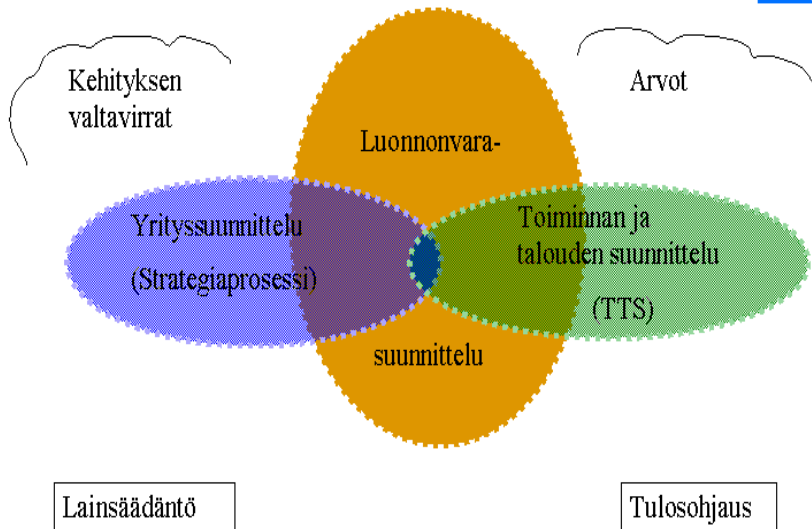 Kehityksen
valtavirrat
Arvot
Luonnonvara-
Yrityssuunnittelu
(Strategiaprosessi)
Toiminnan ja
talouden suunnittelu
(TTS)
suunnittelu
Lainsäädäntö
Tulosohjaus